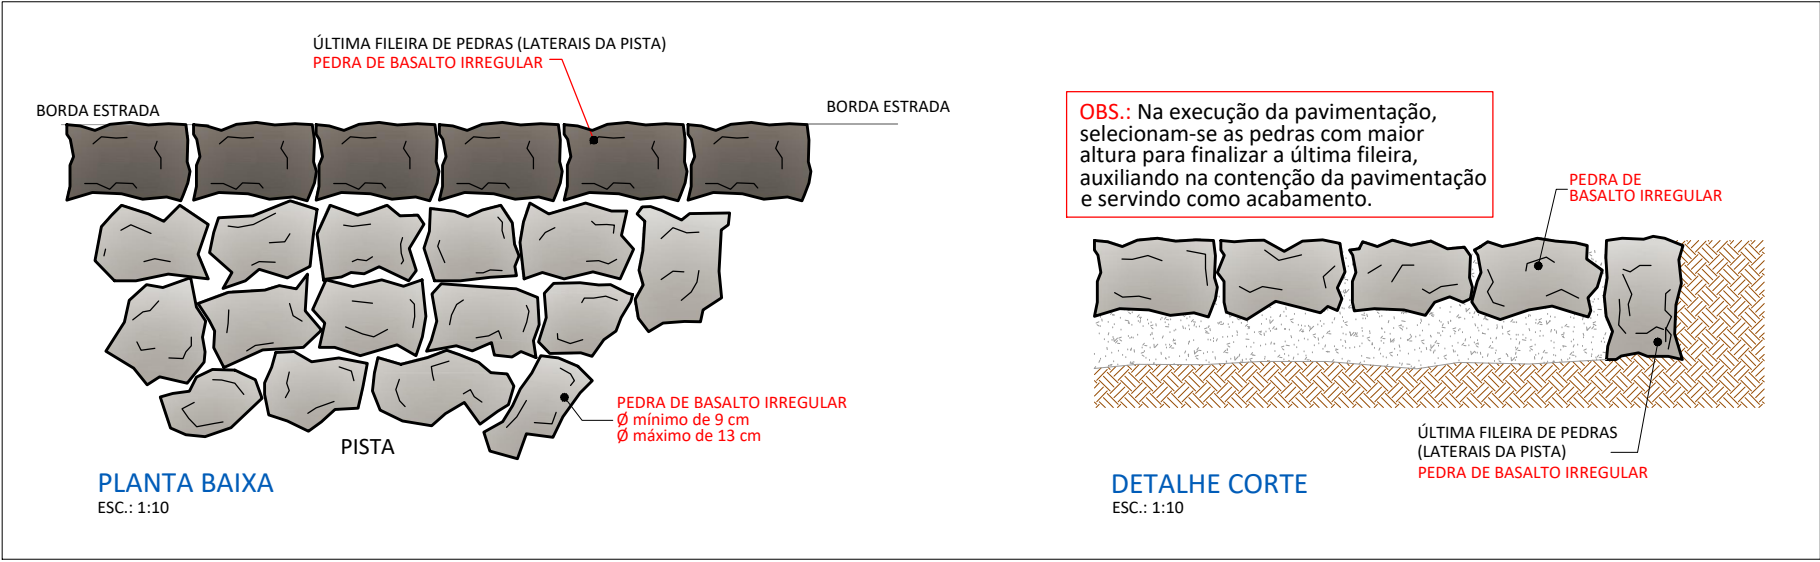 ÚLTIMA FILEIRA DE PEDRAS (LATERAIS DA PISTA)
PEDRA DE BASALTO IRREGULAR
BORDA ESTRADA
BORDA ESTRADA
PEDRA DE BASALTO IRREGULAR
Ø mínimo de 9 cm
Ø máximo de 13 cm
PISTA
PLANTA BAIXA
ESC.: 1:10
OBS.: Na execução da pavimentação,
selecionam-se as pedras com maior
altura para finalizar a última fileira,
auxiliando na contenção da pavimentação
e servindo como acabamento.
PEDRA DE
BASALTO IRREGULAR
ÚLTIMA FILEIRA DE PEDRAS
(LATERAIS DA PISTA)
PEDRA DE BASALTO IRREGULAR
DETALHE CORTE
ESC.: 1:10